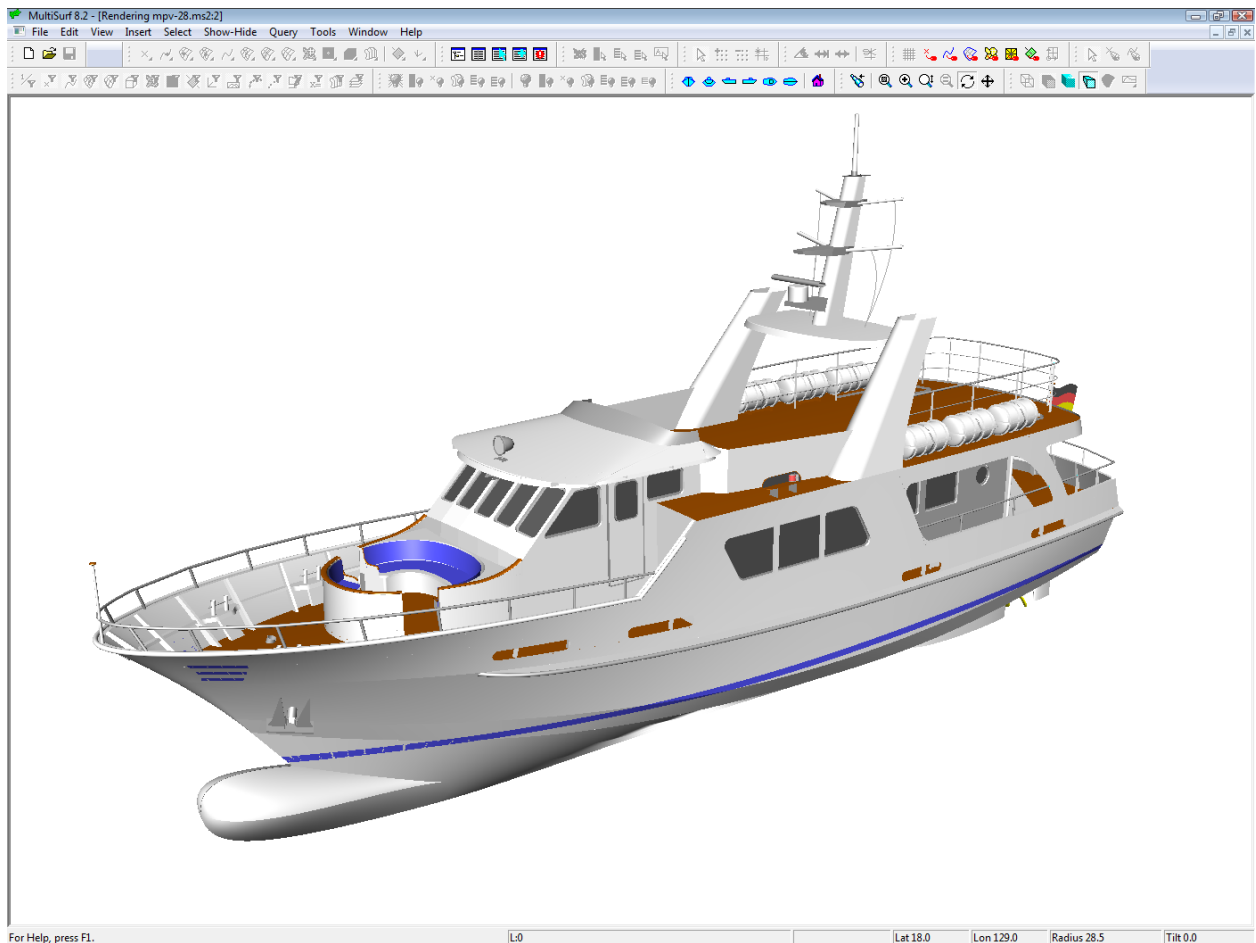 MultiSurf 8.2 - [Rendering mpv-28.ms2:2]
File Edit View Insert Select Show-Hide Query Tools Window Help
For Help, press F1. L:0 Lat 18.0 Lon 129.0 Radius 28.5 Tilt 0.0